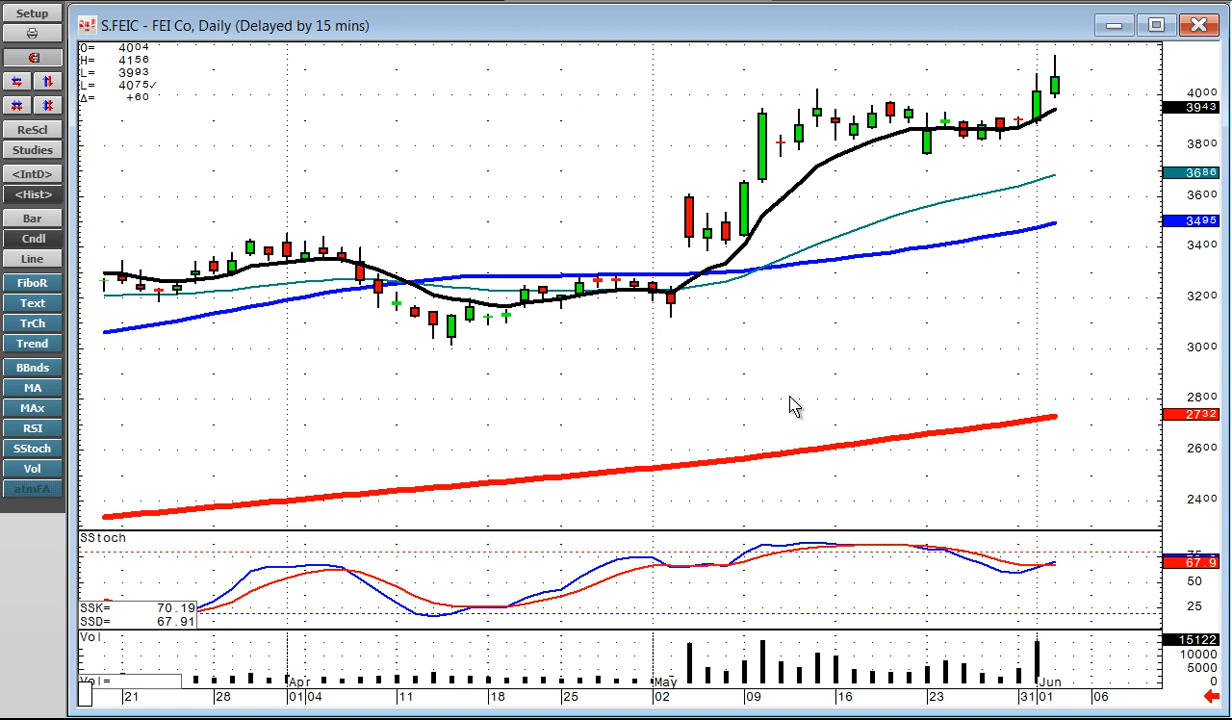 Setup
S.FEIC - FEI Co, Daily (Delayed by 15 mins)
O= 4004
H= 4156
L= 3993
L= 4075✓
Δ= +60
ReScl
Studies
<IntD>
<Hist>
Bar
Cndl
Line
FiboR
Text
TrCh
Trend
BBnds
MA
MAx
RSI
SStoch
Vol
atmFA
4000
3943
3800
3686
3600
3495
3400
3200
3000
2800
2732
2600
2400
SStoch
75
67.9
50
25
SSK= 70.19
SSD= 67.91
Vol
15122
10000
5000
0
Vol=
Apr
May
Jun
21 28 01 04 11 18 25 02 09 16 23 31 01 06